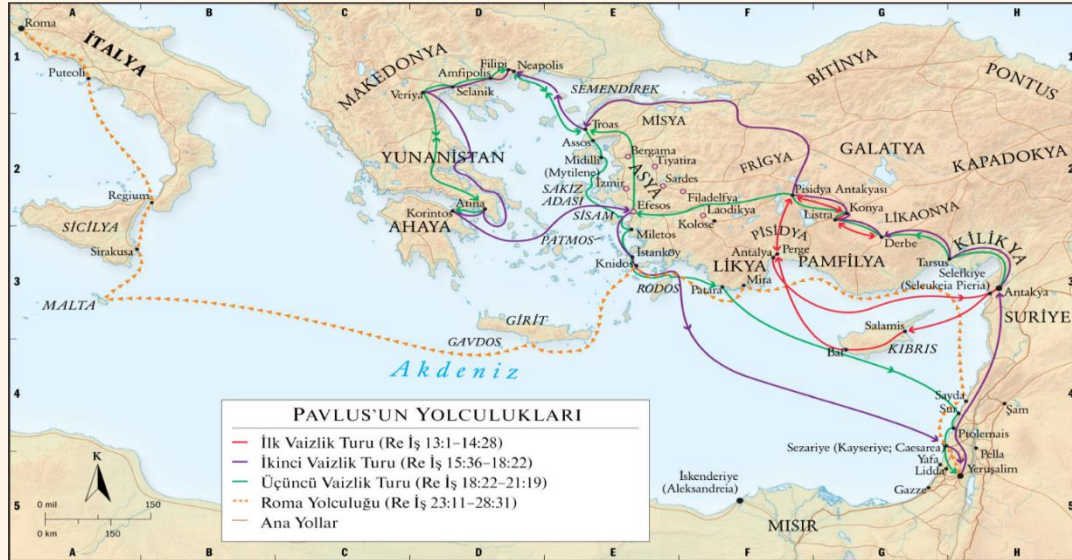 A B C D E F G H
Roma
İTALYA
1
Puteoli
MAKEDONYA
Filipi
Neapolis
Amfipolis
Selanik
Veriya
SEMENDİREK
BİTİNYA
PONTUS
1
Troas
MİSYA
Assos
Bergama
Midilli
(Mytilene)
Tiyatira
FRİGYA
GALATYA
KAPADOKYA
2
YUNANİSTAN
ASYA
Sardes
İzmir
Filadelfya
Pisidya Antakyası
2
Regium
SAKIZ
ADASI
Efesos
Laodikya
Konya
SİCİLYA
Atina
Korintos
SİSAM
Kolose
Listra
LİKAONYA
AHAYA
Miletos
PİSİDYA
Derbe
KİLİKYA
Sirakusa
PATMOS
İstanköy
Antalya
Perge
Tarsus
Knidos
LİKYA
PAMFİLYA
Selefkiye
(Seleukeia Pieria)
3
MALTA
RODOS
Patara
Mira
Antakya
3
SURİYE
GİRİT
Salamis
GAVDOS
Baf
KIBRIS
Akdeniz
4
Sayda
4
Sur
Şam
PAVLUS'UN YOLCULUKLARI
Ptolemais
İlk Vaizlik Turu (Re İş 13:1–14:28)
Sezariye (Kayseriye; Caesarea)
İkinci Vaizlik Turu (Re İş 15:36–18:22)
Pella
Yafa
Üçüncü Vaizlik Turu (Re İş 18:22–21:19)
Lidda
Yeruşalim
K
İskenderiye
(Aleksandreia)
Roma Yolculuğu (Re İş 23:11–28:31)
Gazze
5
0 mil 150
5
Ana Yollar
MISIR
0 km 150
A B C D E F G H